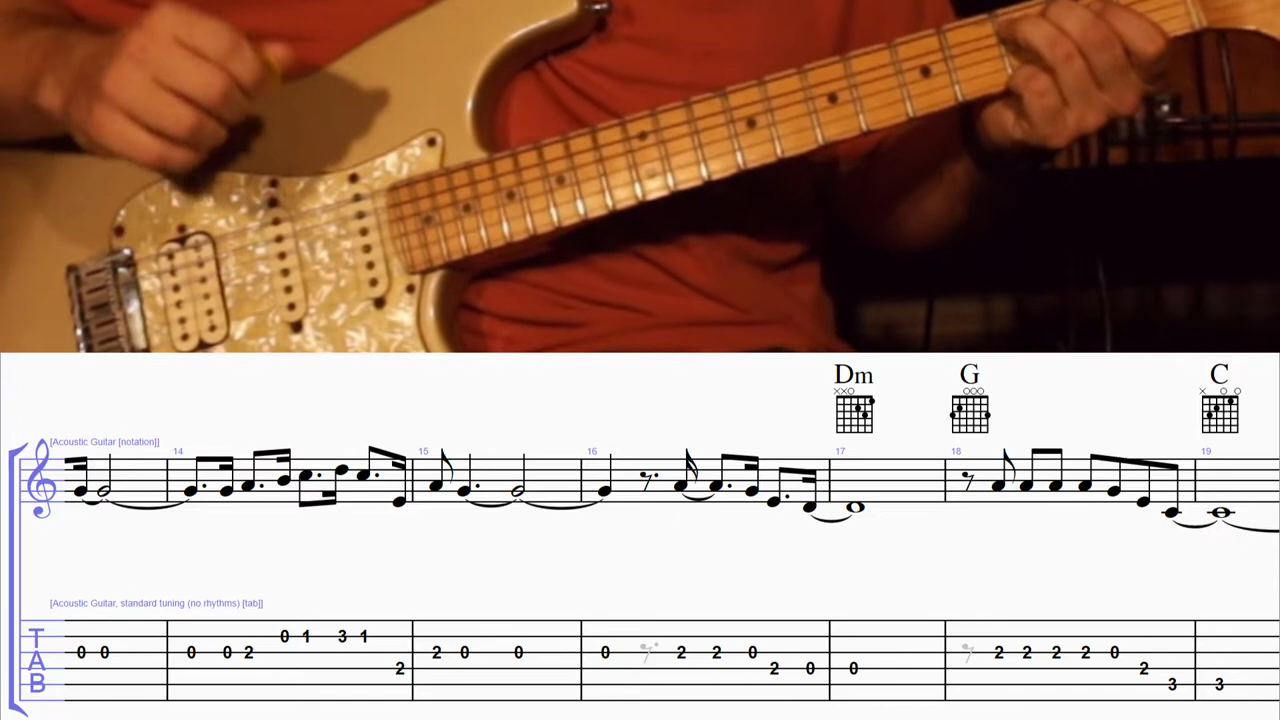 Dm G C
[Acoustic Guitar [notation]]
14 15 16 17 18 19
[Acoustic Guitar, standard tuning (no rhythms) [tab]]
0 1 3 1
0 0 0 0 2 2 0 0 0 2 2 0 2 2 2 2 0
2 2 0 0 2
3 3
T
A
B